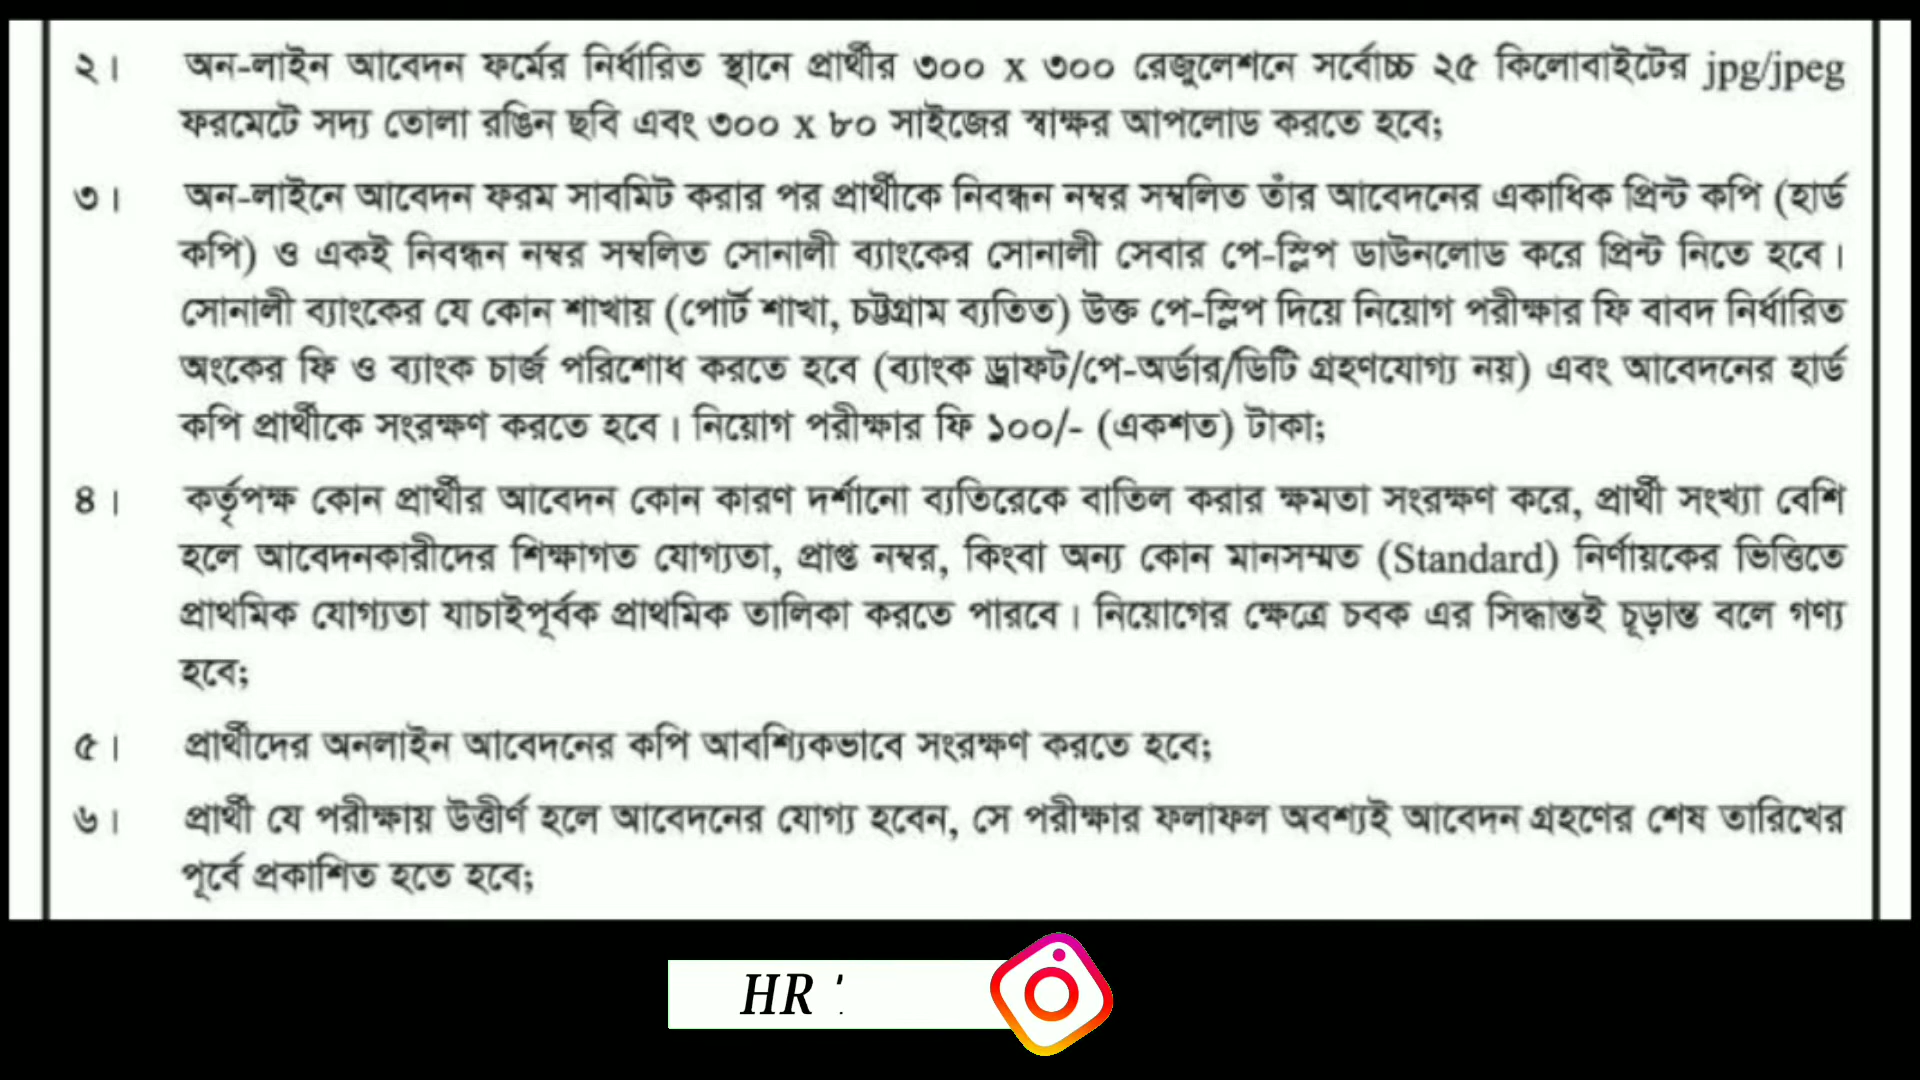 ২। অন-লাইন আবেদন ফর্মের নির্ধারিত স্থানে প্রার্থীর ৩০০ x ৩০০ রেজুলেশনে সর্বোচ্চ ২৫ কিলোবাইটের jpg/jpeg
ফরমেটে সদ্য তোলা রঙিন ছবি এবং ৩০০ x ৮০ সাইজের স্বাক্ষর আপলোড করতে হবে;
৩। অন-লাইনে আবেদন ফরম সাবমিট করার পর প্রার্থীকে নিবন্ধন নম্বর সম্বলিত তাঁর আবেদনের একাধিক প্রিন্ট কপি (হার্ড
কপি) ও একই নিবন্ধন নম্বর সম্বলিত সোনালী ব্যাংকের সোনালী সেবার পে-স্লিপ ডাউনলোড করে প্রিন্ট নিতে হবে।
সোনালী ব্যাংকের যে কোন শাখায় (পোর্ট শাখা, চট্টগ্রাম ব্যতিত) উক্ত পে-স্লিপ দিয়ে নিয়োগ পরীক্ষার ফি বাবদ নির্ধারিত
অংকের ফি ও ব্যাংক চার্জ পরিশোধ করতে হবে (ব্যাংক ড্রাফট/পে-অর্ডার/ডিটি গ্রহণযোগ্য নয়) এবং আবেদনের হার্ড
কপি প্রার্থীকে সংরক্ষণ করতে হবে। নিয়োগ পরীক্ষার ফি ১০০/- (একশত) টাকা;
৪। কর্তৃপক্ষ কোন প্রার্থীর আবেদন কোন কারণ দর্শানো ব্যতিরেকে বাতিল করার ক্ষমতা সংরক্ষণ করে, প্রার্থী সংখ্যা বেশি
হলে আবেদনকারীদের শিক্ষাগত যোগ্যতা, প্রাপ্ত নম্বর, কিংবা অন্য কোন মানসম্মত (Standard) নির্ণায়কের ভিত্তিতে
প্রাথমিক যোগ্যতা যাচাইপূর্বক প্রাথমিক তালিকা করতে পারবে। নিয়োগের ক্ষেত্রে চবক এর সিদ্ধান্তই চূড়ান্ত বলে গণ্য
হবে;
৫। প্রার্থীদের অনলাইন আবেদনের কপি আবশ্যিকভাবে সংরক্ষণ করতে হবে;
৬। প্রার্থী যে পরীক্ষায় উত্তীর্ণ হলে আবেদনের যোগ্য হবেন, সে পরীক্ষার ফলাফল অবশ্যই আবেদন গ্রহণের শেষ তারিখের
পূর্বে প্রকাশিত হতে হবে;
HR